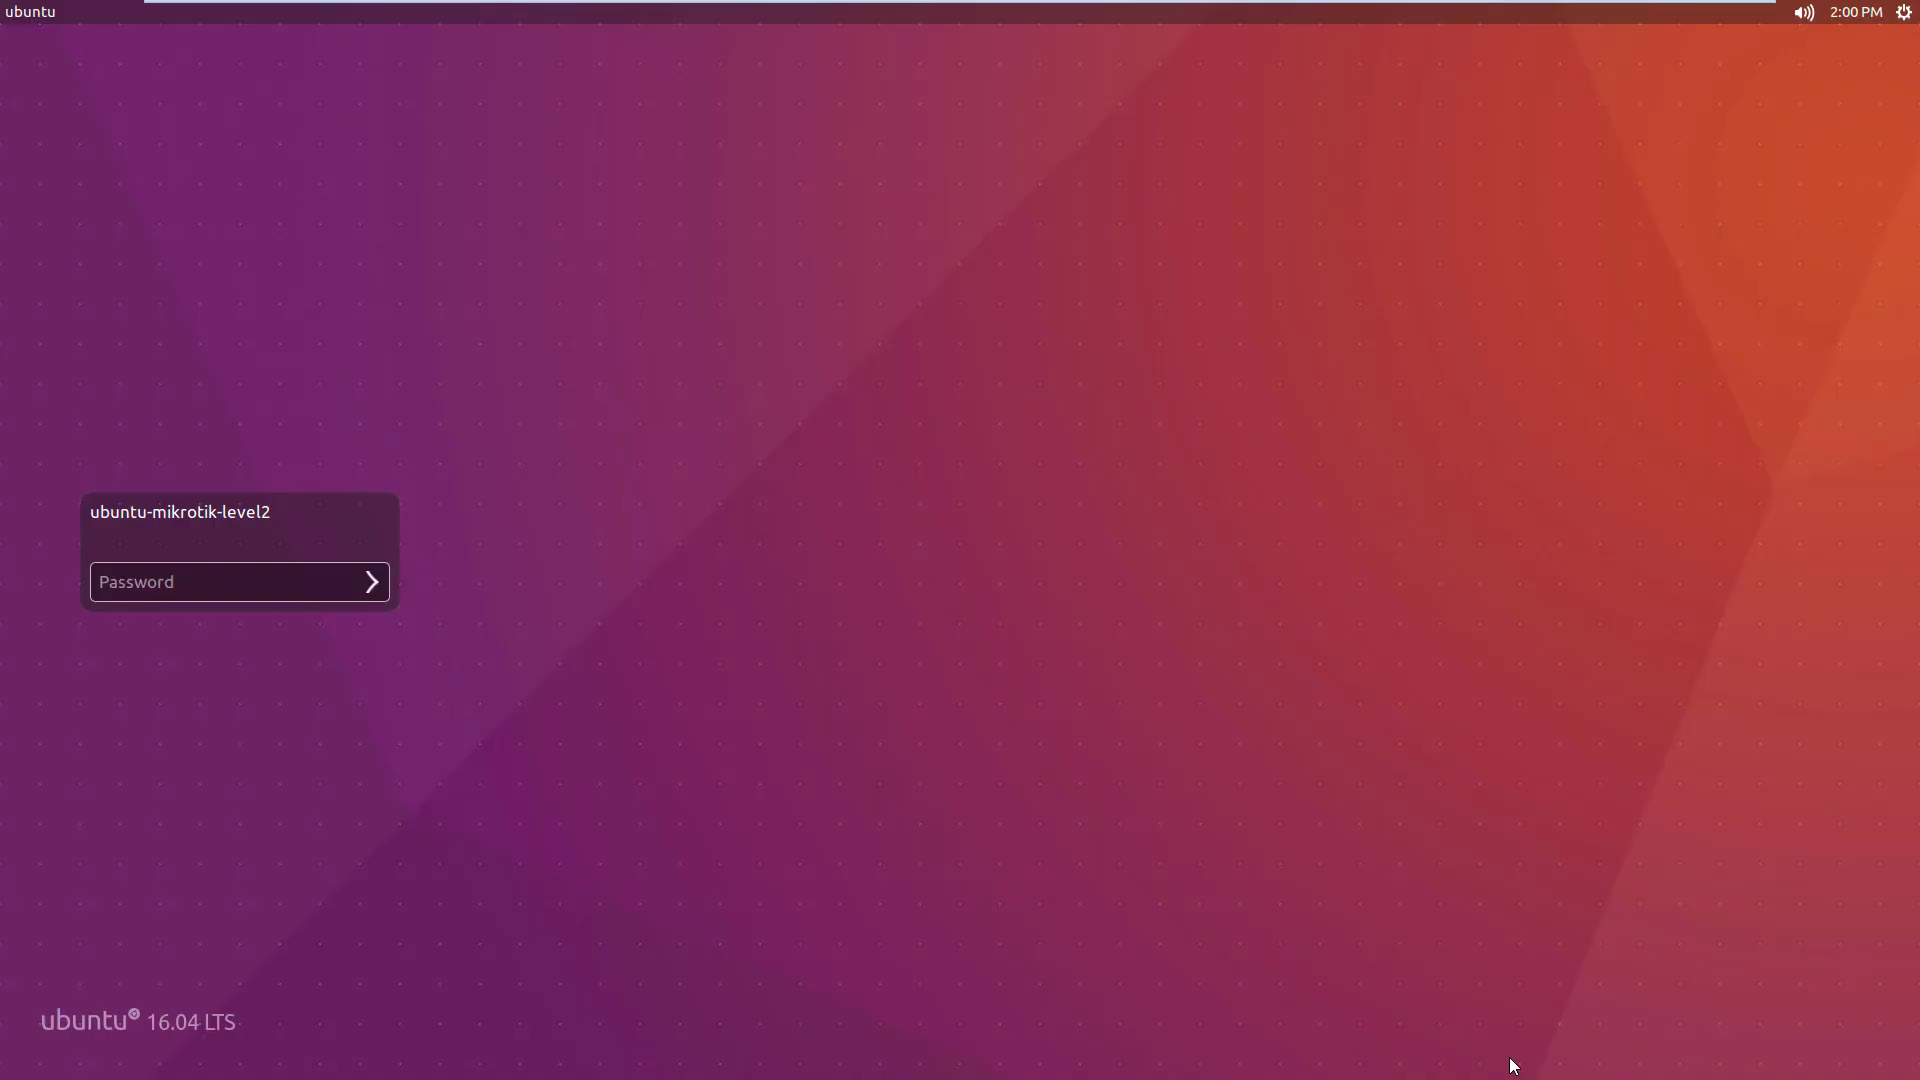 ubuntu
2:00 PM
ubuntu-mikrotik-level2
Password
ubuntu 16.04 LTS